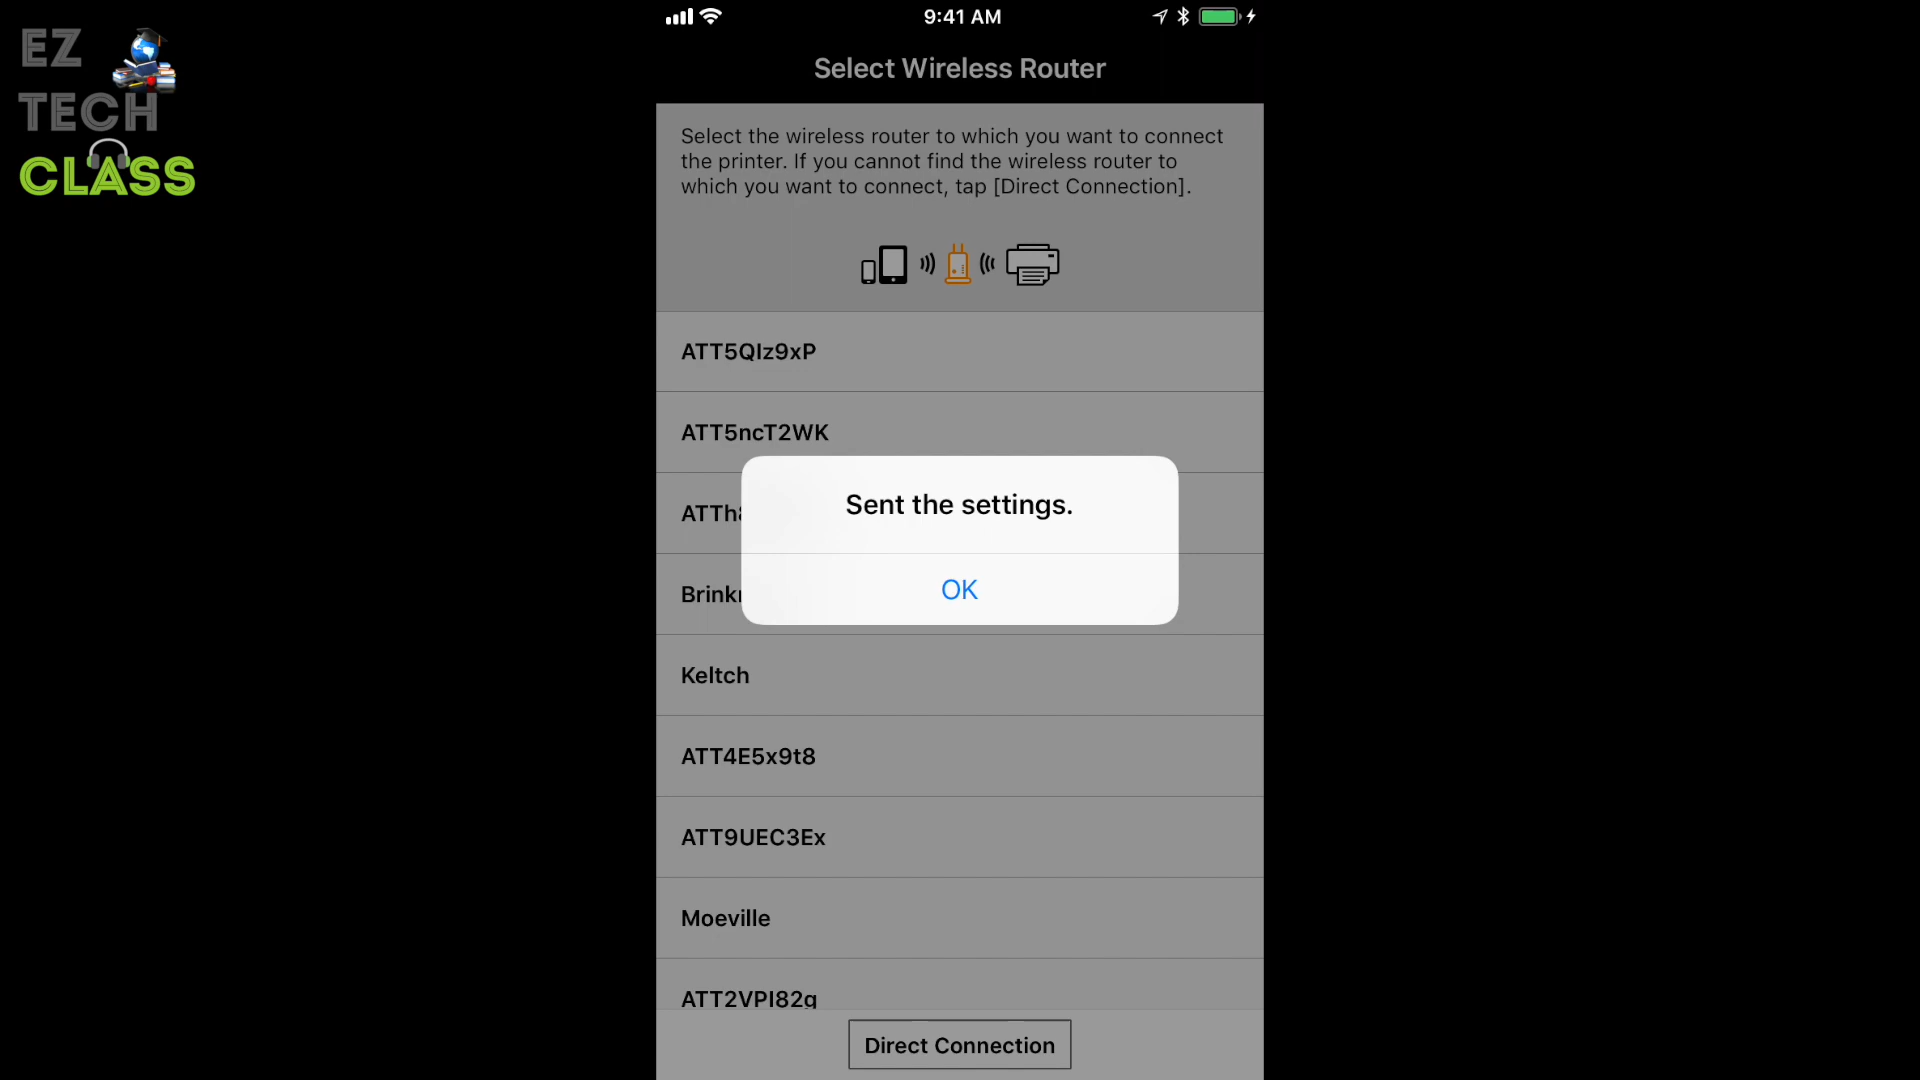 EZ
TECH
CLASS
9:41 AM
Select Wireless Router
Select the wireless router to which you want to connect
the printer. If you cannot find the wireless router to
which you want to connect, tap [Direct Connection].
ATT5QIz9xP
ATT5ncT2WK
Sent the settings.
OK
Keltch
ATT4E5x9t8
ATT9UEC3Ex
Moeville
ATT2VPI82g
Direct Connection